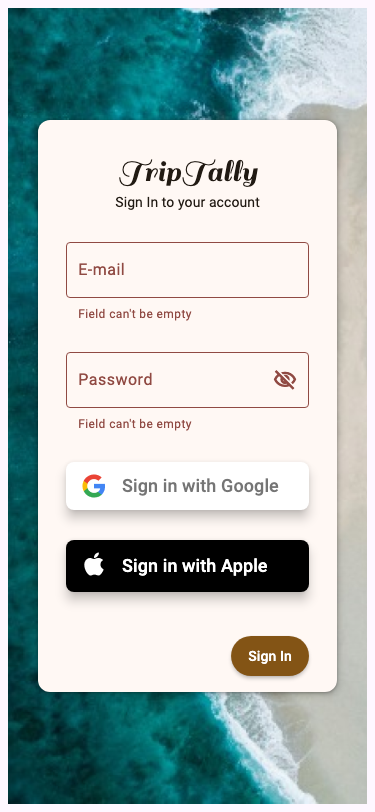 TripTally
Sign In to your account
E-mail
Field can't be empty
Password
Field can't be empty
Sign in with Google
Sign in with Apple
Sign In